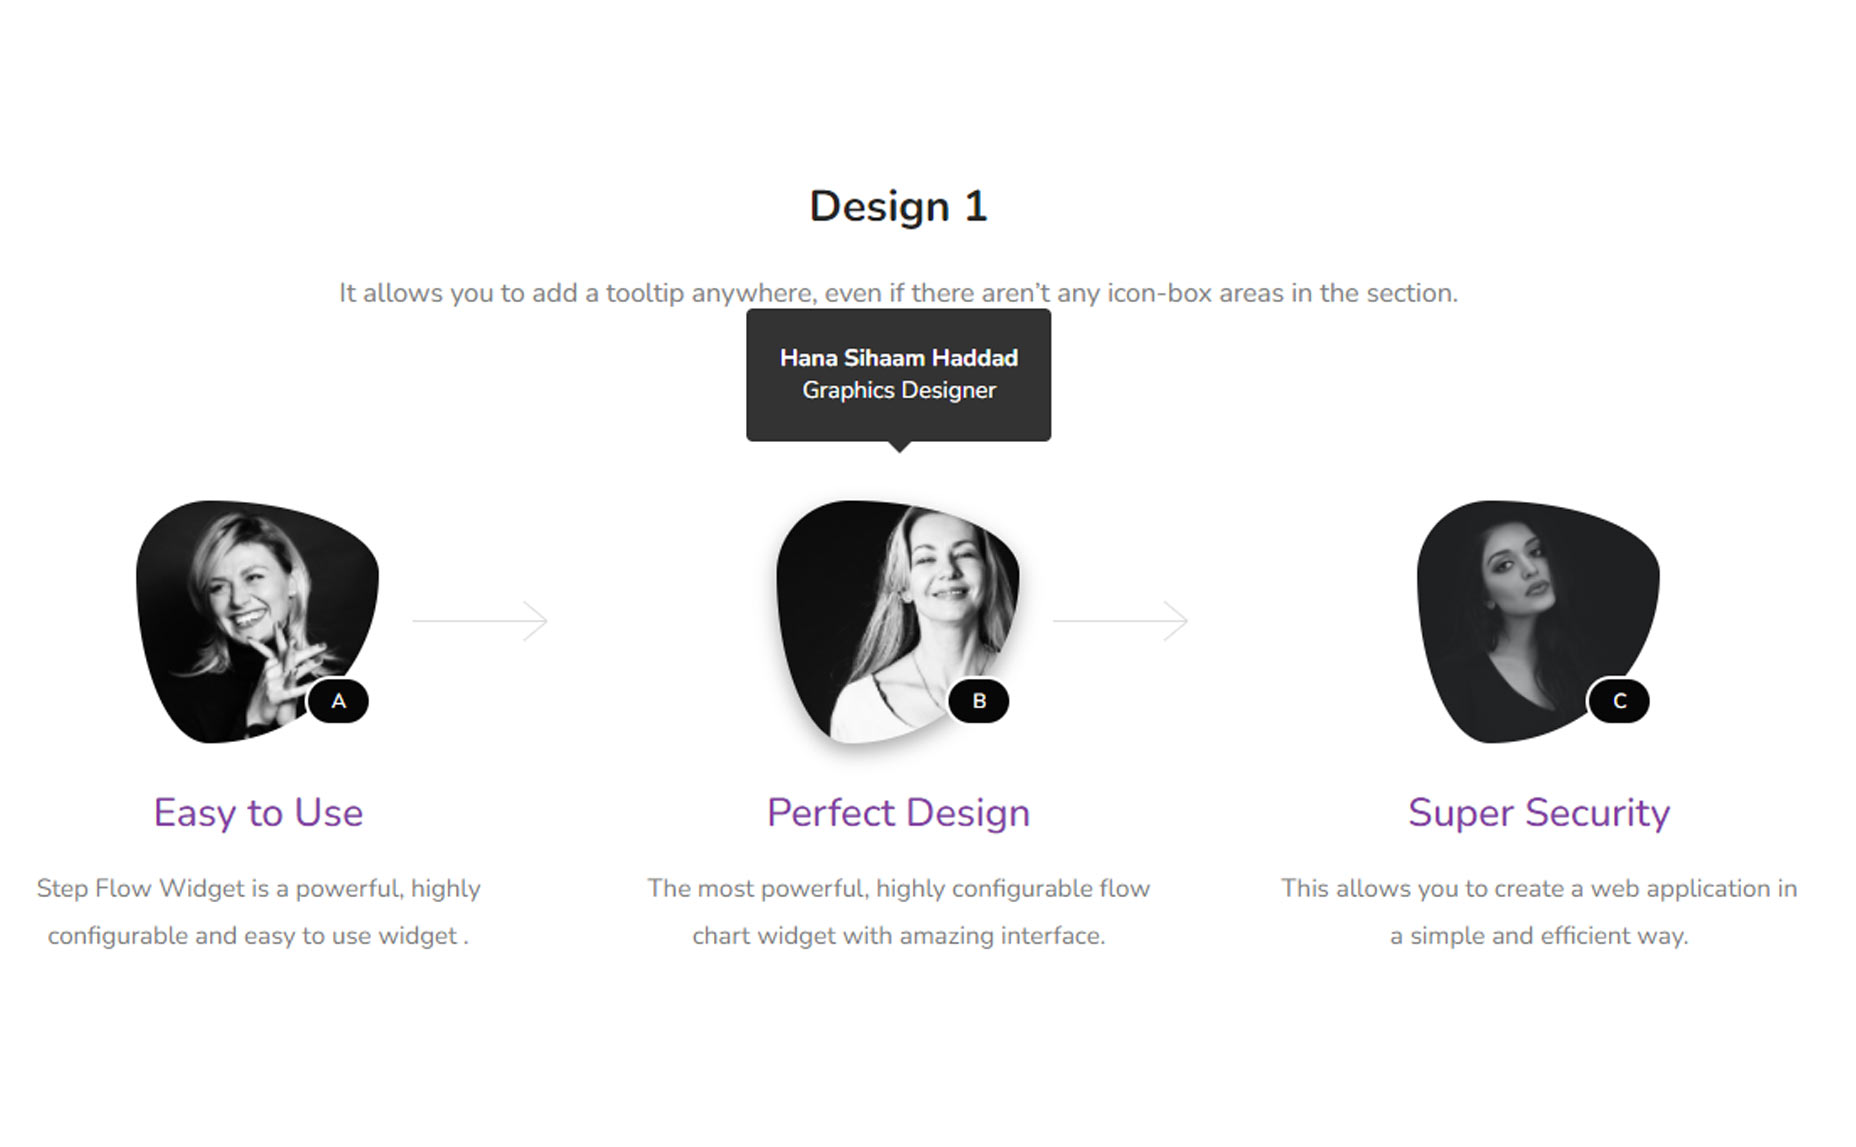 Design 1
It allows you to add a tooltip anywhere, even if there aren’t any icon-box areas in the section.
Hana Sihaam Haddad
Graphics Designer
A
B
C
Easy to Use
Step Flow Widget is a powerful, highly
configurable and easy to use widget .
Perfect Design
The most powerful, highly configurable flow
chart widget with amazing interface.
Super Security
This allows you to create a web application in
a simple and efficient way.